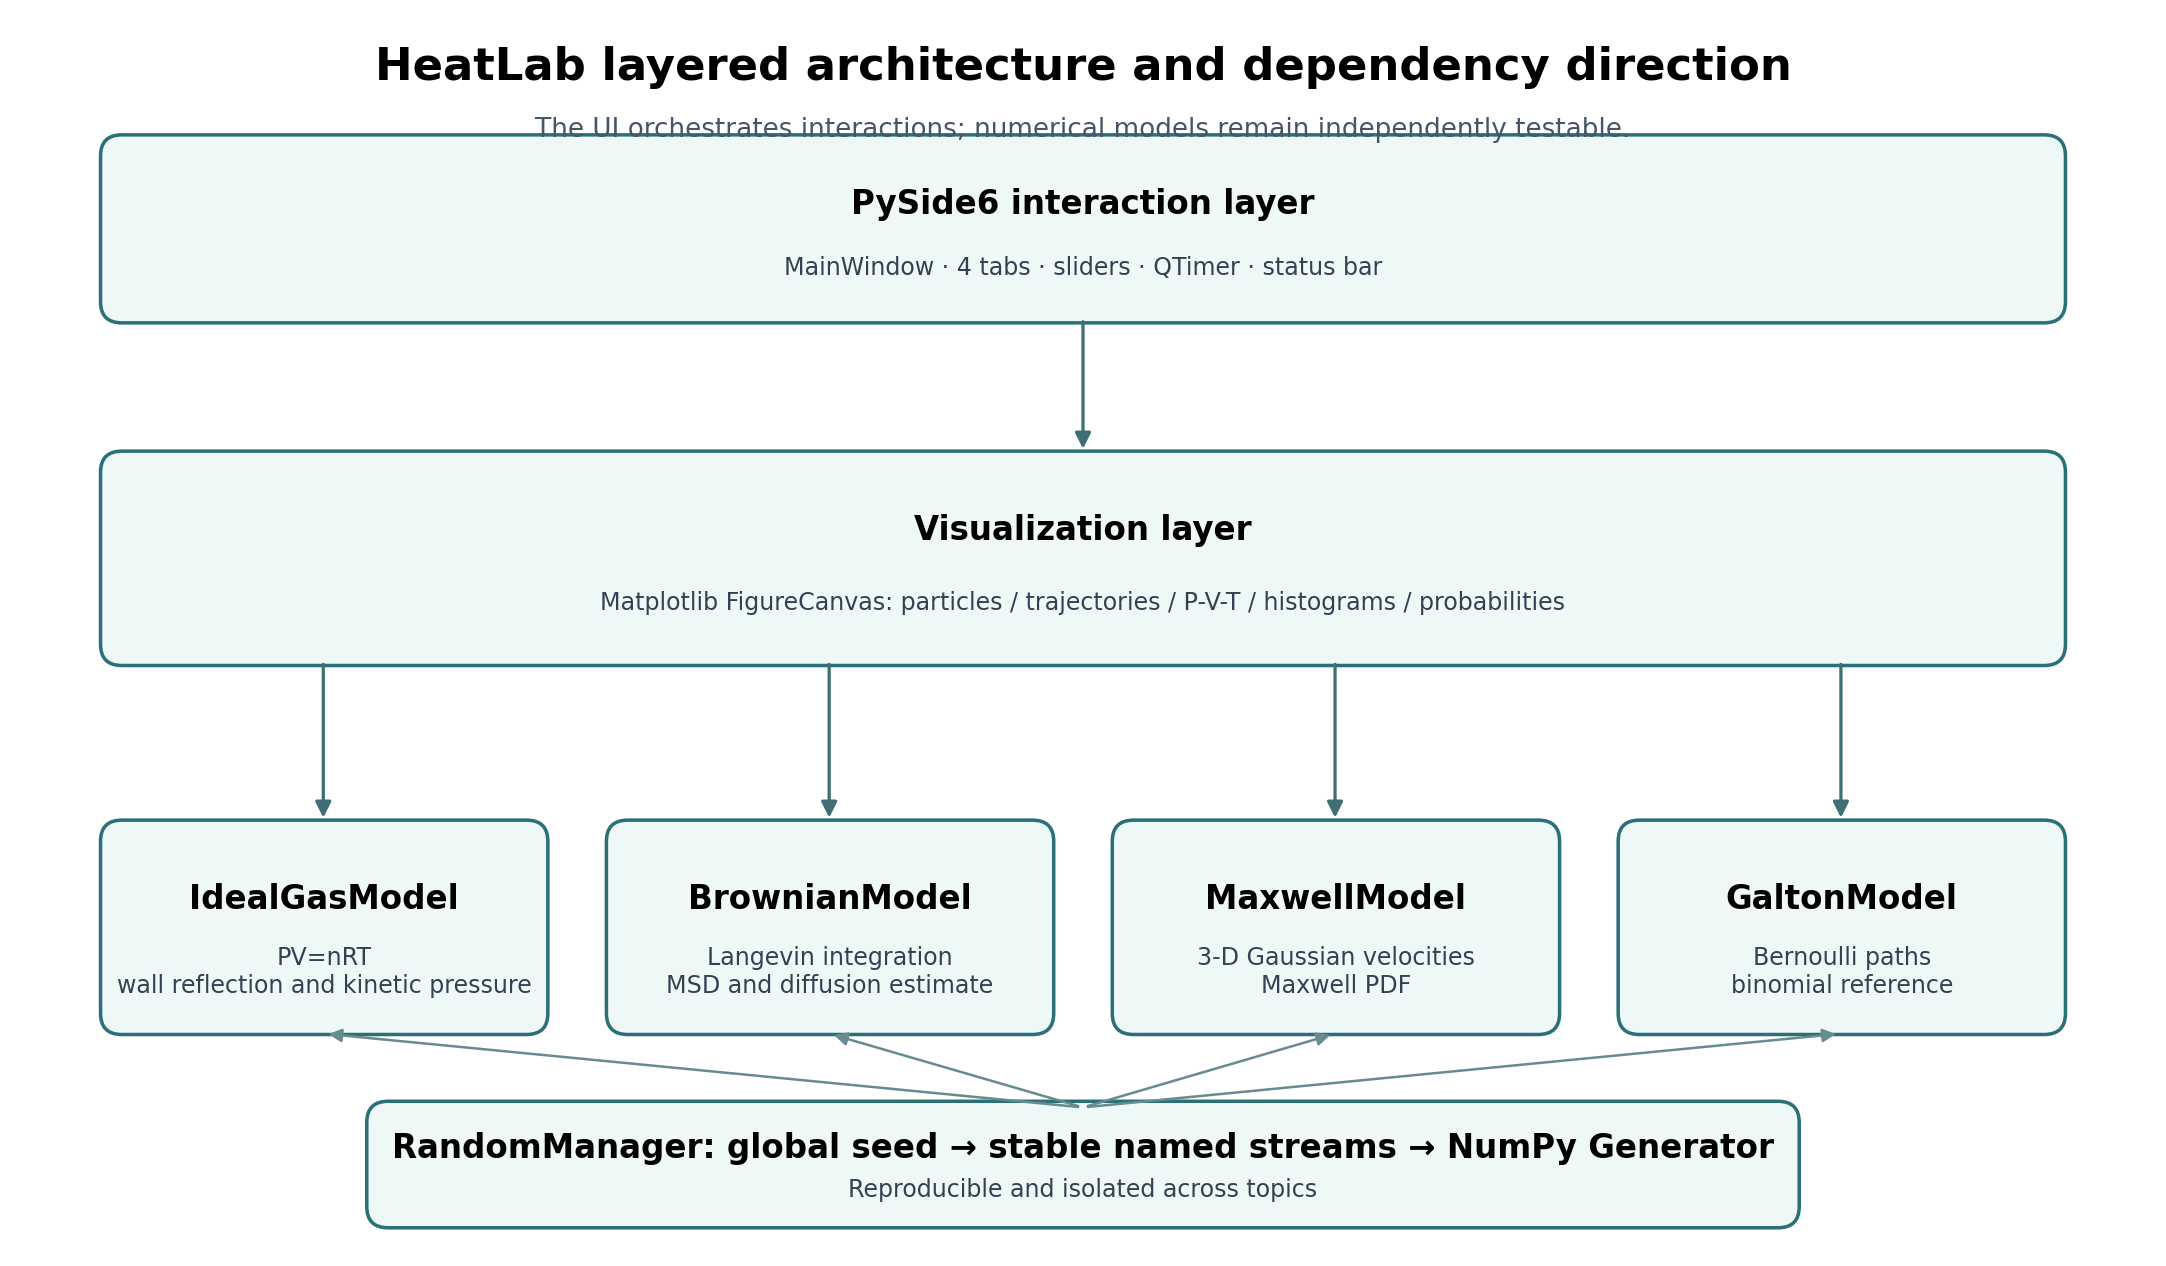 HeatLab layered architecture and dependency direction
The UI orchestrates interactions; numerical models remain independently testable.
PySide6 interaction layer
MainWindow · 4 tabs · sliders · QTimer · status bar
Visualization layer
Matplotlib FigureCanvas: particles / trajectories / P-V-T / histograms / probabilities
IdealGasModel
PV=nRT
wall reflection and kinetic pressure
BrownianModel
Langevin integration
MSD and diffusion estimate
MaxwellModel
3-D Gaussian velocities
Maxwell PDF
GaltonModel
Bernoulli paths
binomial reference
RandomManager: global seed → stable named streams → NumPy Generator
Reproducible and isolated across topics